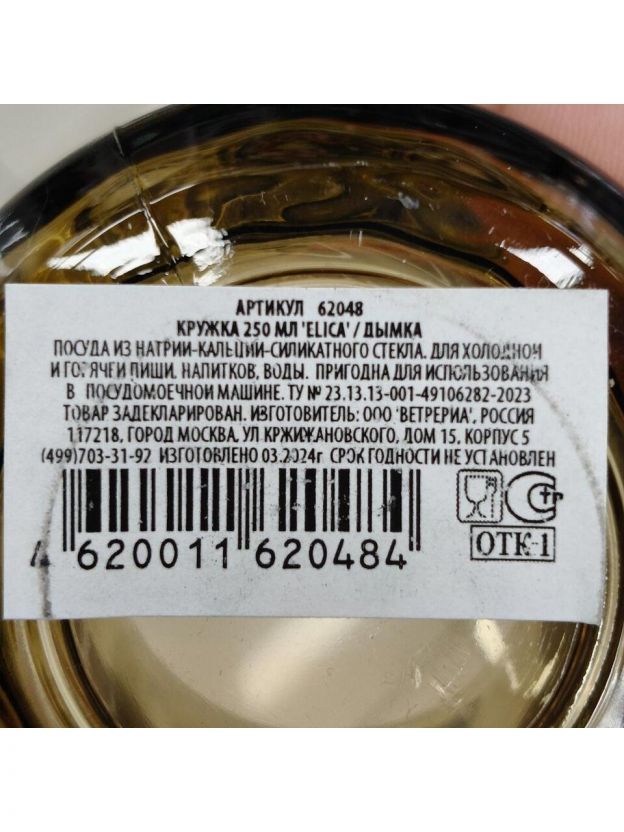 АРТИКУЛ 62048
КРУЖКА 250 МЛ 'ELICA' / ДЫМКА
ПОСУДА ИЗ НАТРИЙ-КАЛЬЦИЙ-СИЛИКАТНОГО СТЕКЛА. ДЛЯ ХОЛОДНОЙ
И ГОРЯЧЕЙ ПИЩИ. НАПИТКОВ, ВОДЫ. ПРИГОДНА ДЛЯ ИСПОЛЬЗОВАНИЯ
В ПОСУДОМОЕЧНОЙ МАШИНЕ. ТУ № 23.13.13-001-49106282-2023
ТОВАР ЗАДЕКЛАРИРОВАН. ИЗГОТОВИТЕЛЬ: ООО 'ВЕТРЕРИА', РОССИЯ
117218, ГОРОД МОСКВА, УЛ КРЖИЖАНОВСКОГО, ДОМ 15, КОРПУС 5
(499)703-31-92 ИЗГОТОВЛЕНО 03.2024г СРОК ГОДНОСТИ НЕ УСТАНОВЛЕН
ОТК-1
4 620011 620484